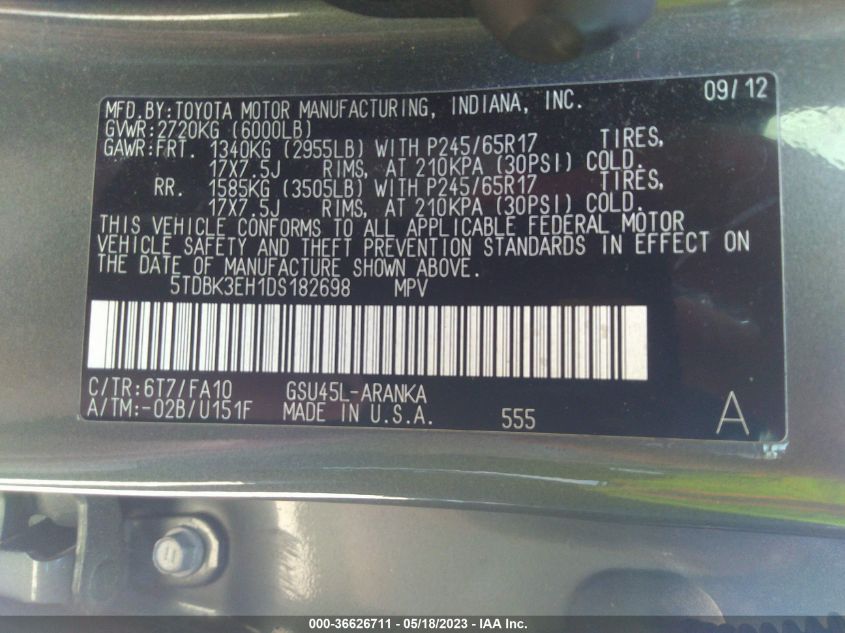 09/12
MFD.BY:TOYOTA MOTOR MANUFACTURING, INDIANA, INC.
GVWR:2720KG (6000LB)
GAWR:FRT. 1340KG (2955LB) WITH P245/65R17 TIRES,
17X7.5J RIMS, AT 210KPA (30PSI) COLD.
RR. 1585KG (3505LB) WITH P245/65R17 TIRES,
17X7.5J RIMS, AT 210KPA (30PSI) COLD.
THIS VEHICLE CONFORMS TO ALL APPLICABLE FEDERAL MOTOR
VEHICLE SAFETY AND THEFT PREVENTION STANDARDS IN EFFECT ON
THE DATE OF MANUFACTURE SHOWN ABOVE.
5TDBK3EH1DS182698 MPV
C/TR:6T7/FA10 GSU45L-ARANKA
A/TM:-02B/U151F MADE IN U.S.A. 555 A
000-36626711 - 05/18/2023 - IAA Inc.